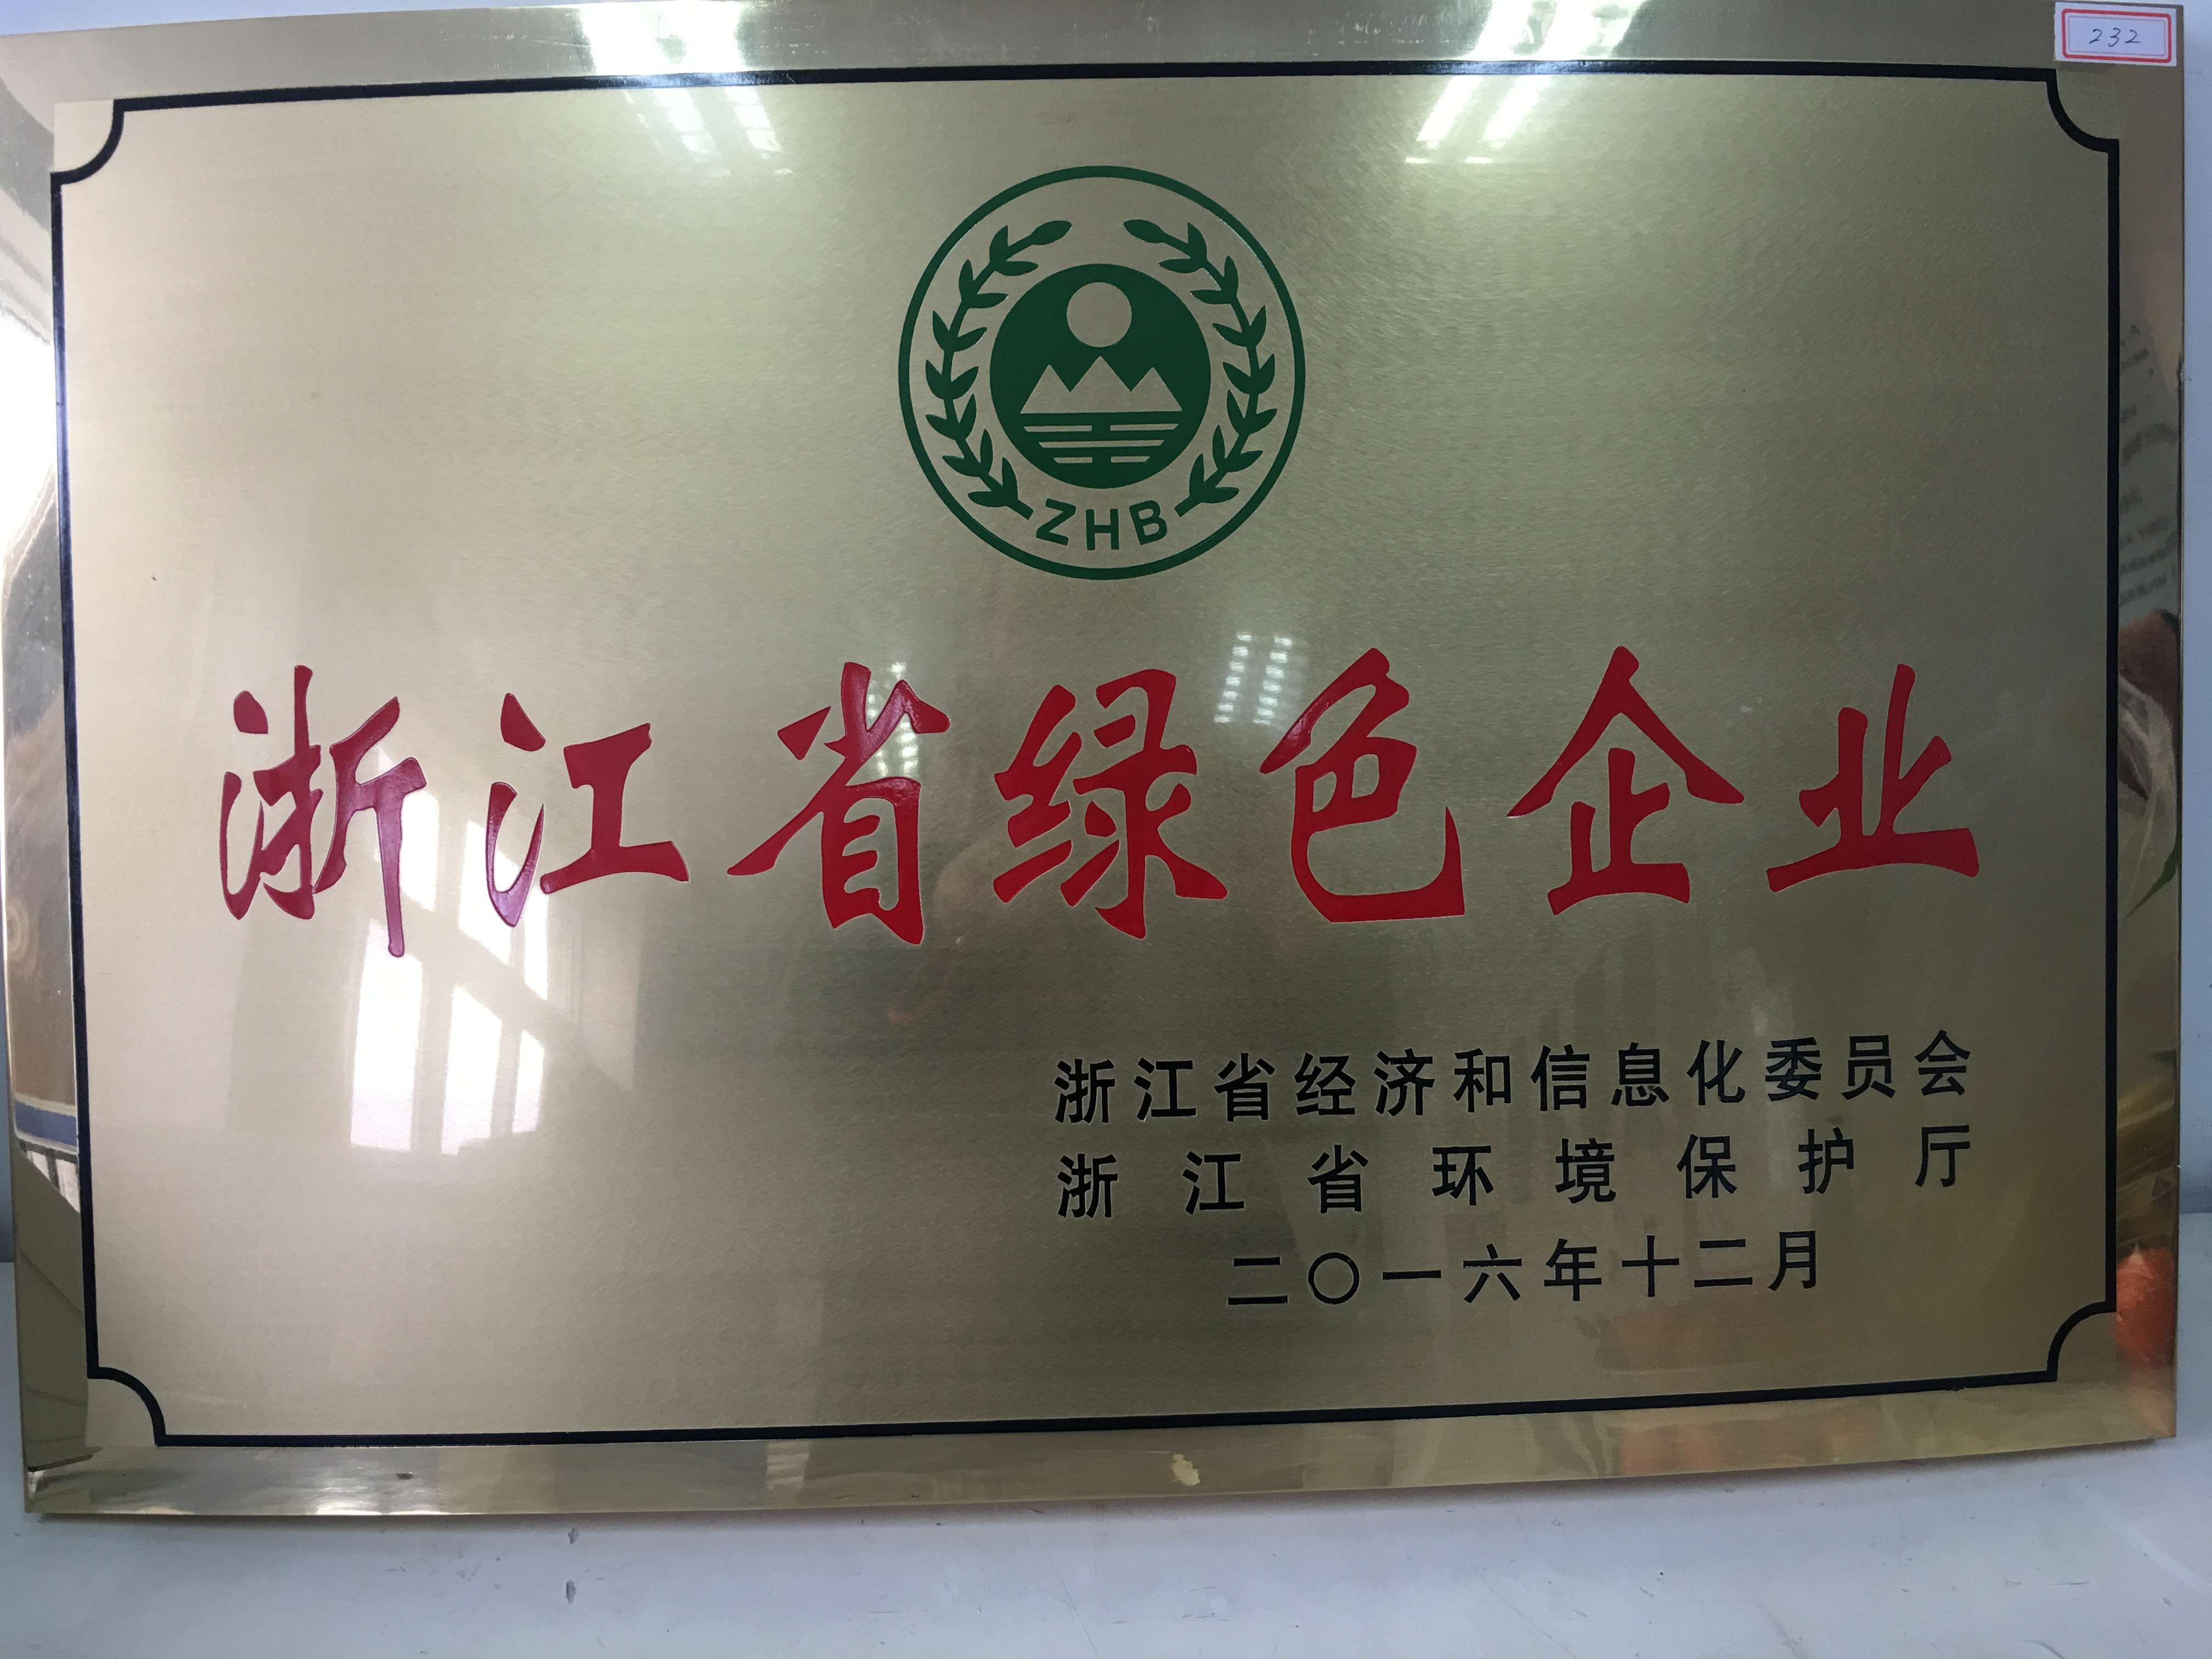 232
ZHB
浙江省绿色企业
浙江省经济和信息化委员会
浙江省环境保护厅
二〇一六年十二月